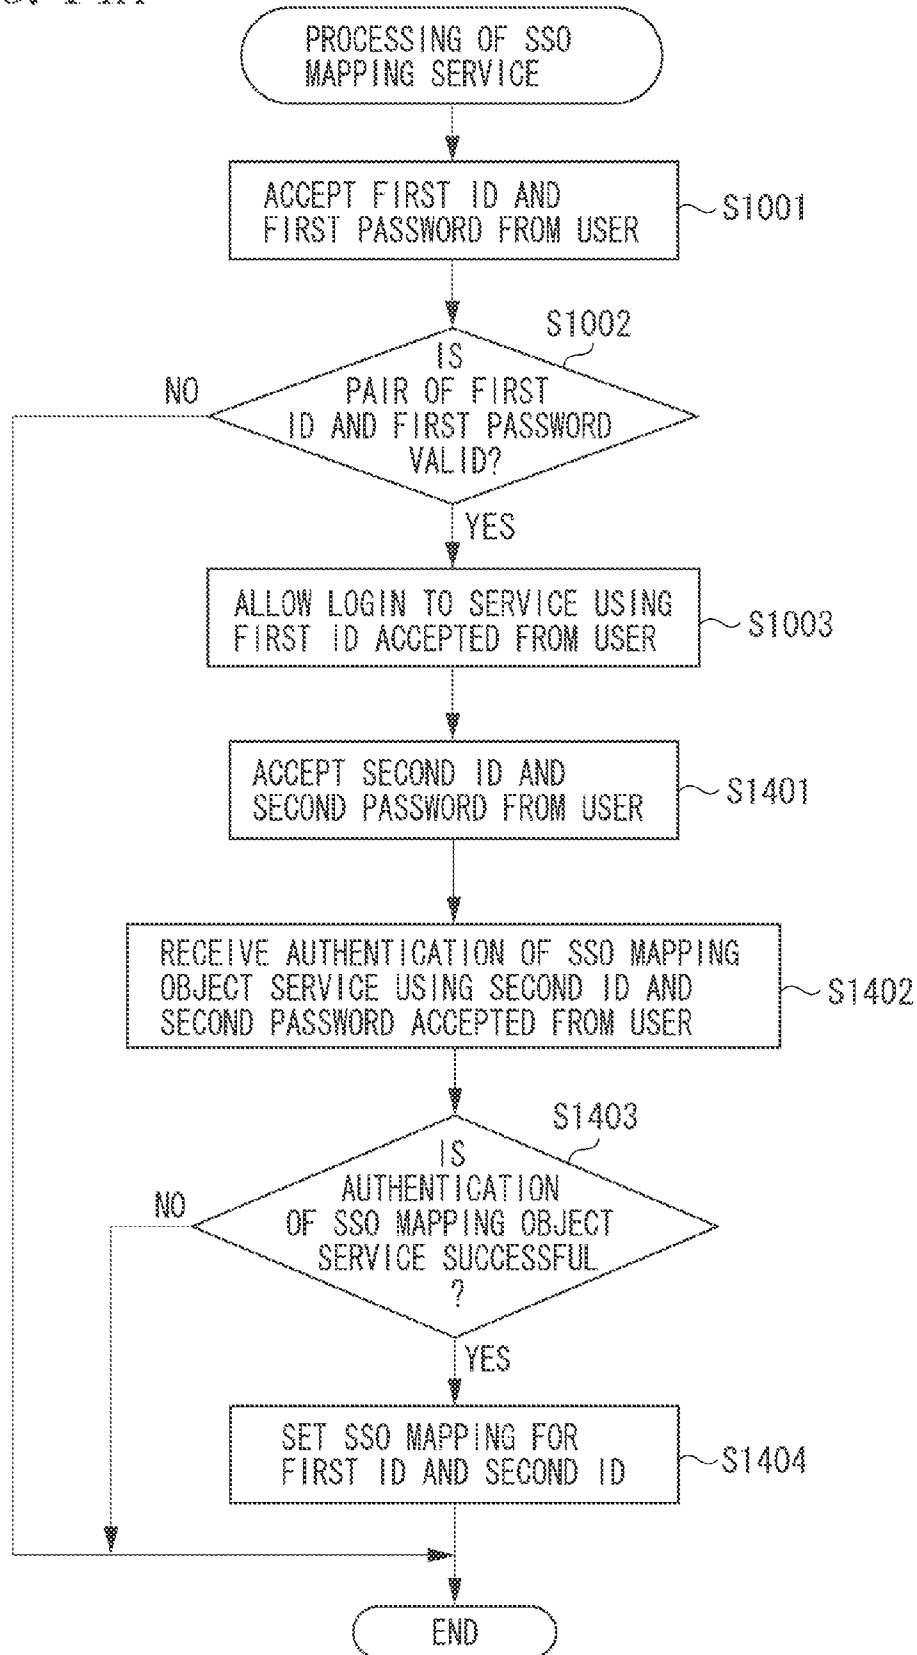 PROCESSING OF SSO
MAPPING SERVICE
ACCEPT FIRST ID AND
FIRST PASSWORD FROM USER
S1001
S1002
IS
PAIR OF FIRST
ID AND FIRST PASSWORD
VALID?
NO
YES
ALLOW LOGIN TO SERVICE USING
FIRST ID ACCEPTED FROM USER
S1003
ACCEPT SECOND ID AND
SECOND PASSWORD FROM USER
S1401
RECEIVE AUTHENTICATION OF SSO MAPPING
OBJECT SERVICE USING SECOND ID AND
SECOND PASSWORD ACCEPTED FROM USER
S1402
S1403
IS
AUTHENTICATION
OF SSO MAPPING OBJECT
SERVICE SUCCESSFUL
?
NO
YES
SET SSO MAPPING FOR
FIRST ID AND SECOND ID
S1404
END